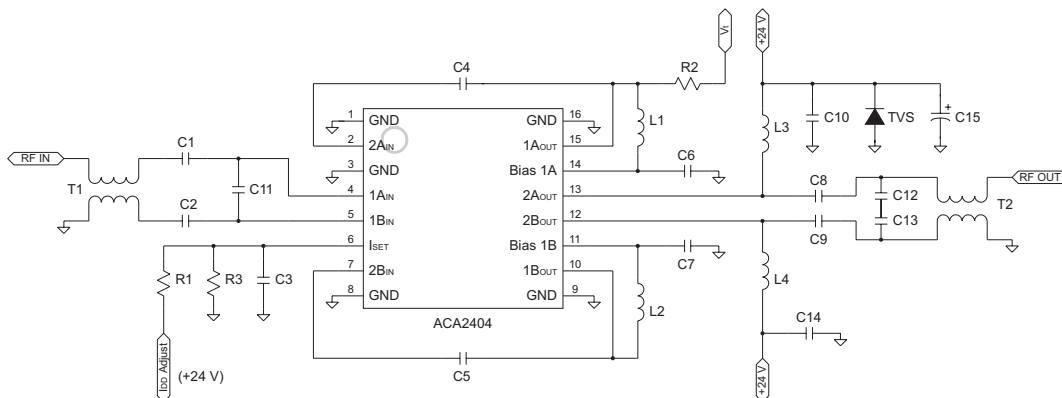 Vt
+24 V
C4
R2
1 GND
2 2AIN
3 GND
4 1AIN
5 1BIN
6 ISET
7 2BIN
8 GND
GND 16
1AOUT 15
Bias 1A 14
2AOUT 13
2BOUT 12
Bias 1B 11
1BOUT 10
GND 9
ACA2404
L1
L3
C10
TVS
+
C15
RF IN
T1
C1
C2
C11
C6
C8
C9
C12
C13
RF OUT
T2
R1
R3
C3
C7
L2
L4
C14
C5
IDD Adjust
(+24 V)
+24 V